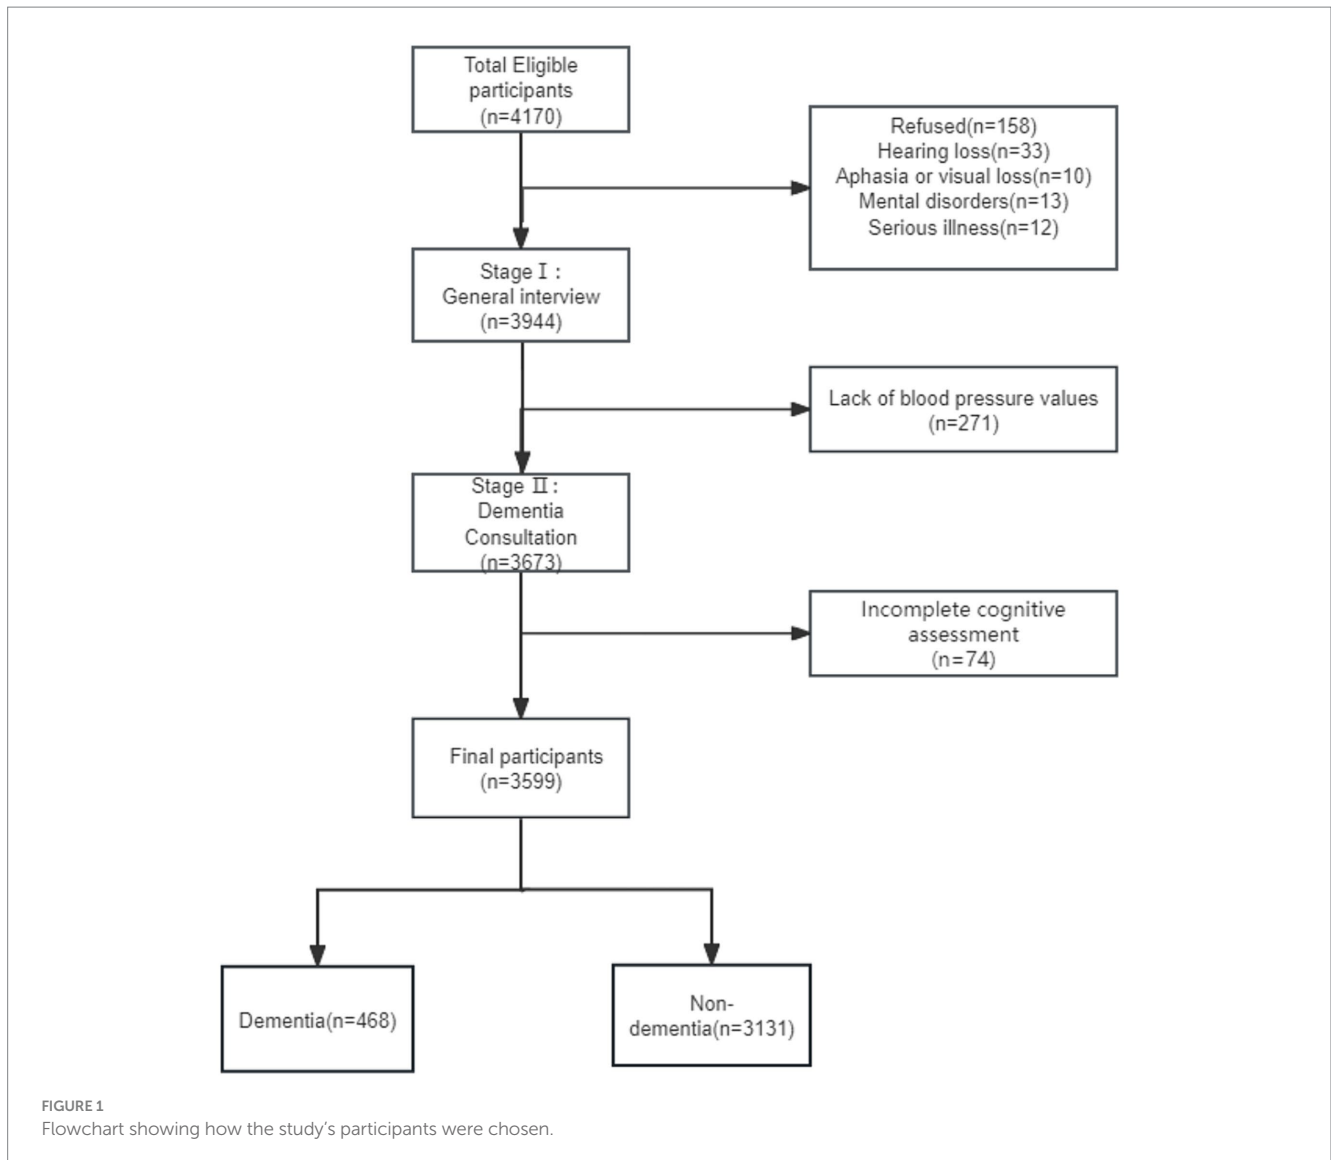 Total Eligible
participants
(n=4170)
Refused(n=158)
Hearing loss(n=33)
Aphasia or visual loss(n=10)
Mental disorders(n=13)
Serious illness(n=12)
Stage Ⅰ :
General interview
(n=3944)
Lack of blood pressure values
(n=271)
Stage Ⅱ :
Dementia
Consultation
(n=3673)
Incomplete cognitive
assessment
(n=74)
Final participants
(n=3599)
Dementia(n=468)
Non-
dementia(n=3131)
FIGURE 1
Flowchart showing how the study’s participants were chosen.